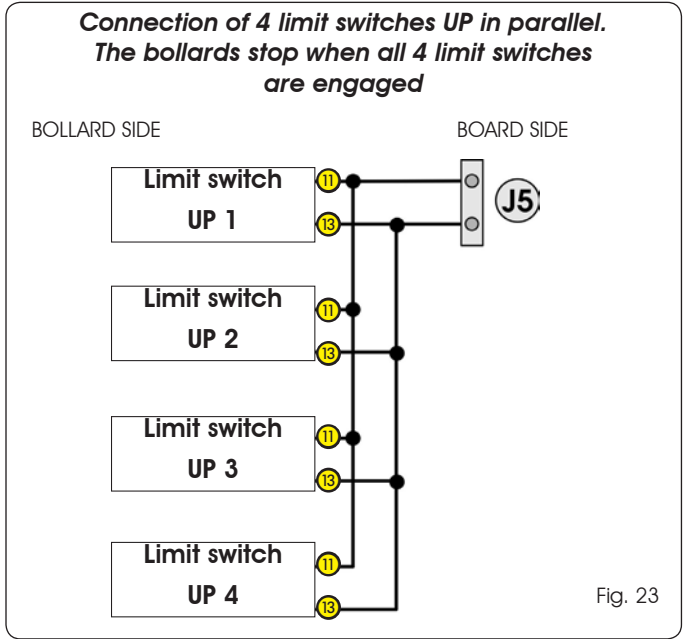 Connection of 4 limit switches UP in parallel.
The bollards stop when all 4 limit switches
are engaged
BOLLARD SIDE
BOARD SIDE
Limit switch
UP 1
11
13
J5
Limit switch
UP 2
11
13
Limit switch
UP 3
11
13
Limit switch
UP 4
11
13
Fig. 23